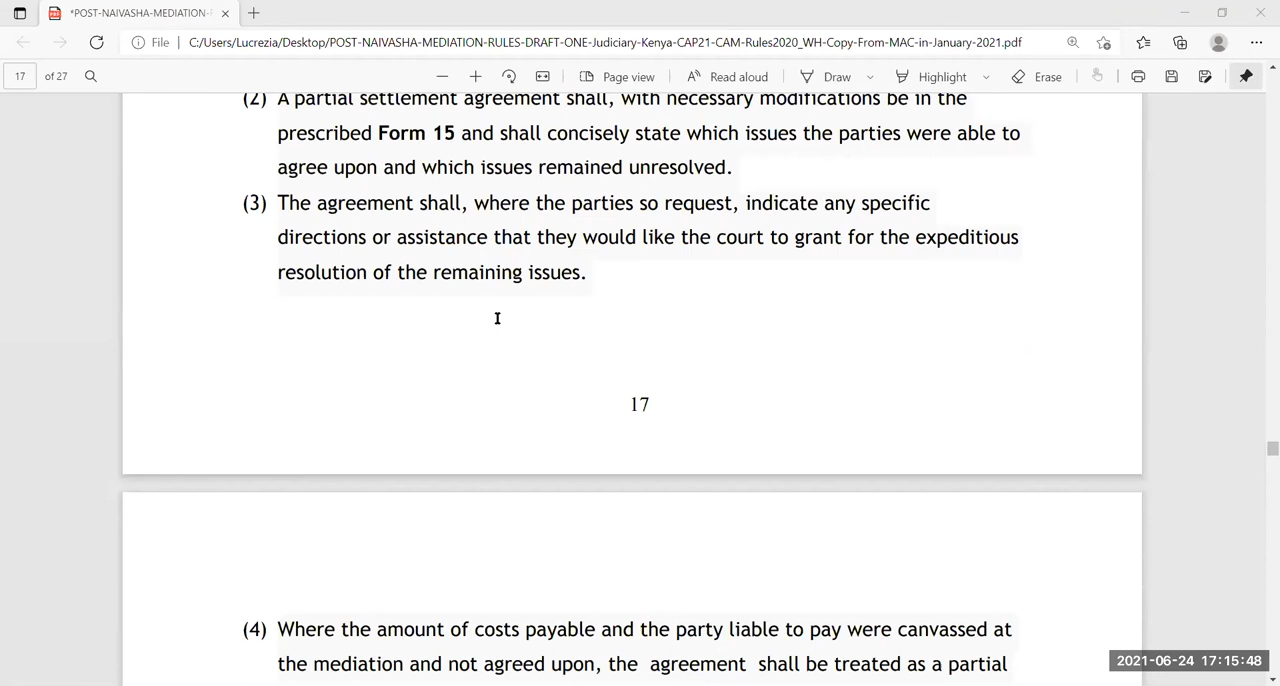 *POST-NAIVASHA-MEDIATION-
File C:/Users/Lucrezia/Desktop/POST-NAIVASHA-MEDIATION-RULES-DRAFT-ONE-Judiciary-Kenya-CAP21-CAM-Rules2020_WH-Copy-From-MAC-in-January-2021.pdf
17 of 27 Page view Read aloud Draw Highlight Erase
(2) A partial settlement agreement shall, with necessary modifications be in the
prescribed Form 15 and shall concisely state which issues the parties were able to
agree upon and which issues remained unresolved.
(3) The agreement shall, where the parties so request, indicate any specific
directions or assistance that they would like the court to grant for the expeditious
resolution of the remaining issues.
17
(4) Where the amount of costs payable and the party liable to pay were canvassed at
the mediation and not agreed upon, the agreement shall be treated as a partial
2021-06-24 17:15:48